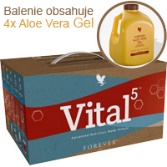 Balenie obsahuje
4x Aloe Vera Gel
Vital5
FOREVER